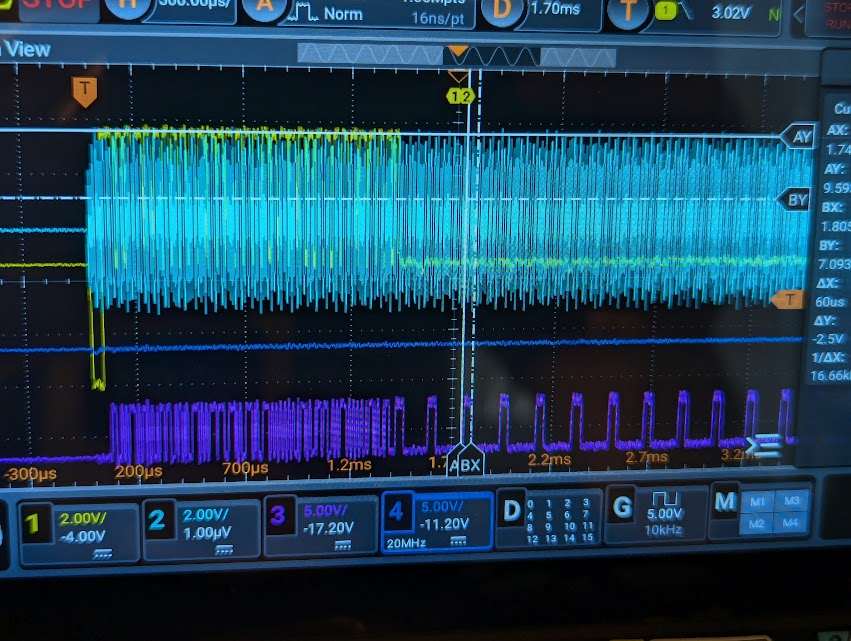 STOP H 500.00µs/ A Norm 16ns/pt D 1.70ms T 1 3.02V N
View
T
12
AY
BY
T
AX:
AY:
9.59
BX:
1.805
BY:
7.093
ΔX:
60us
ΔY:
-2.5V
1/ΔX:
16.66k
-300µs 200µs 700µs 1.2ms 1.7 ABX 2.2ms 2.7ms 3.2m
1 2.00V/ -4.00V
2 2.00V/ 1.00µV
3 5.00V/ -17.20V
4 5.00V/ -11.20V 20MHz
D 0 1 2 3
4 5 6 7
8 9 10 11
12 13 14 15
G 5.00V 10kHz
M M1 M3
M2 M4